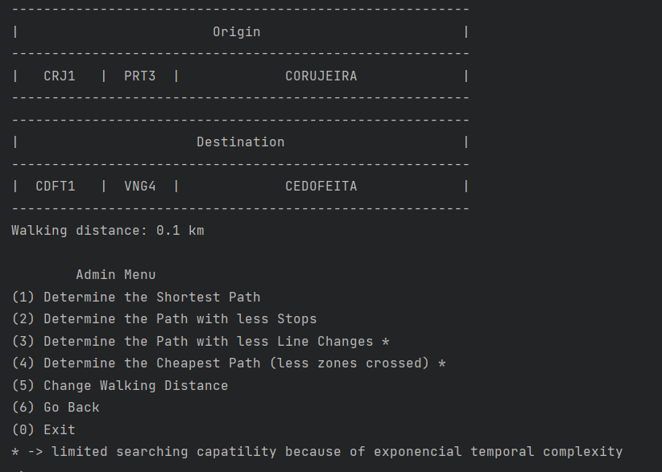 ---------------------------------------------------------
|                        Origin                         |
---------------------------------------------------------
|   CRJ1   |  PRT3  |             CORUJEIRA             |
---------------------------------------------------------
---------------------------------------------------------
|                      Destination                      |
---------------------------------------------------------
|  CDFT1   |  VNG4  |             CEDOFEITA             |
---------------------------------------------------------
Walking distance: 0.1 km
Admin Menu
(1) Determine the Shortest Path
(2) Determine the Path with less Stops
(3) Determine the Path with less Line Changes *
(4) Determine the Cheapest Path (less zones crossed) *
(5) Change Walking Distance
(6) Go Back
(0) Exit
* -> limited searching capatility because of exponencial temporal complexity